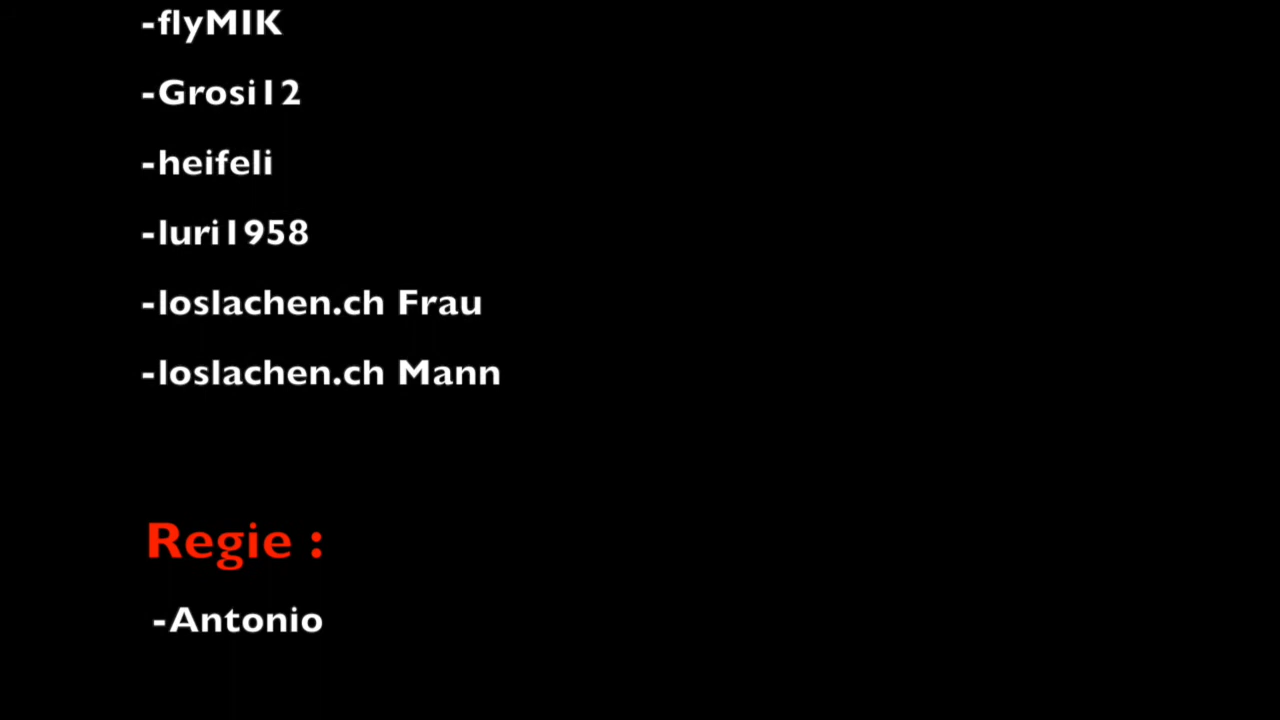 -flyMIK
-Grosi12
-heifeli
-luri1958
-loslachen.ch Frau
-loslachen.ch Mann
Regie :
-Antonio